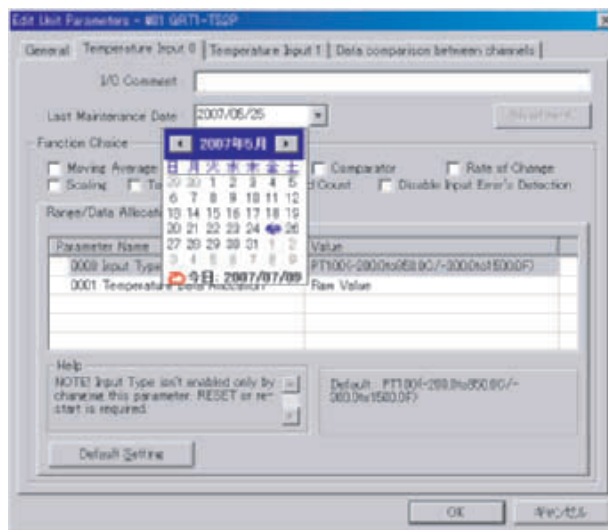 Edit Unit Parameters - #01 QRT1-TS2P
General Temperature Input 0 Temperature Input 1 Data comparison between channels
I/O Comment
Last Maintenance Date 2007/05/25
Function Choice
2007年5月
日 月 火 水 木 金 土
Moving Average Comparator Rate of Change
Scaling Count Disable Input Error's Detection
29 30 1 2 3 4 5
6 7 8 9 10 11 12
Range/Data Allocatio
13 14 15 16 17 18 19
20 21 22 23 24 26
27 28 29 30 31 1 2
3 4 5 6 7 8 9
今日: 2007/07/09
Parameter Name Value
0000 Input Type PT100(-200.0to850.0C/-300.0to1500.0F)
0001 Temperature Data Allocation Raw Value
Help
NOTE! Input Type isn't enabled only by
changing this parameter. RESET or re-
start is required.
Default: PT100(-200.0to850.0C/-
300.0to1500.0F)
Default Setting
OK キャンセル